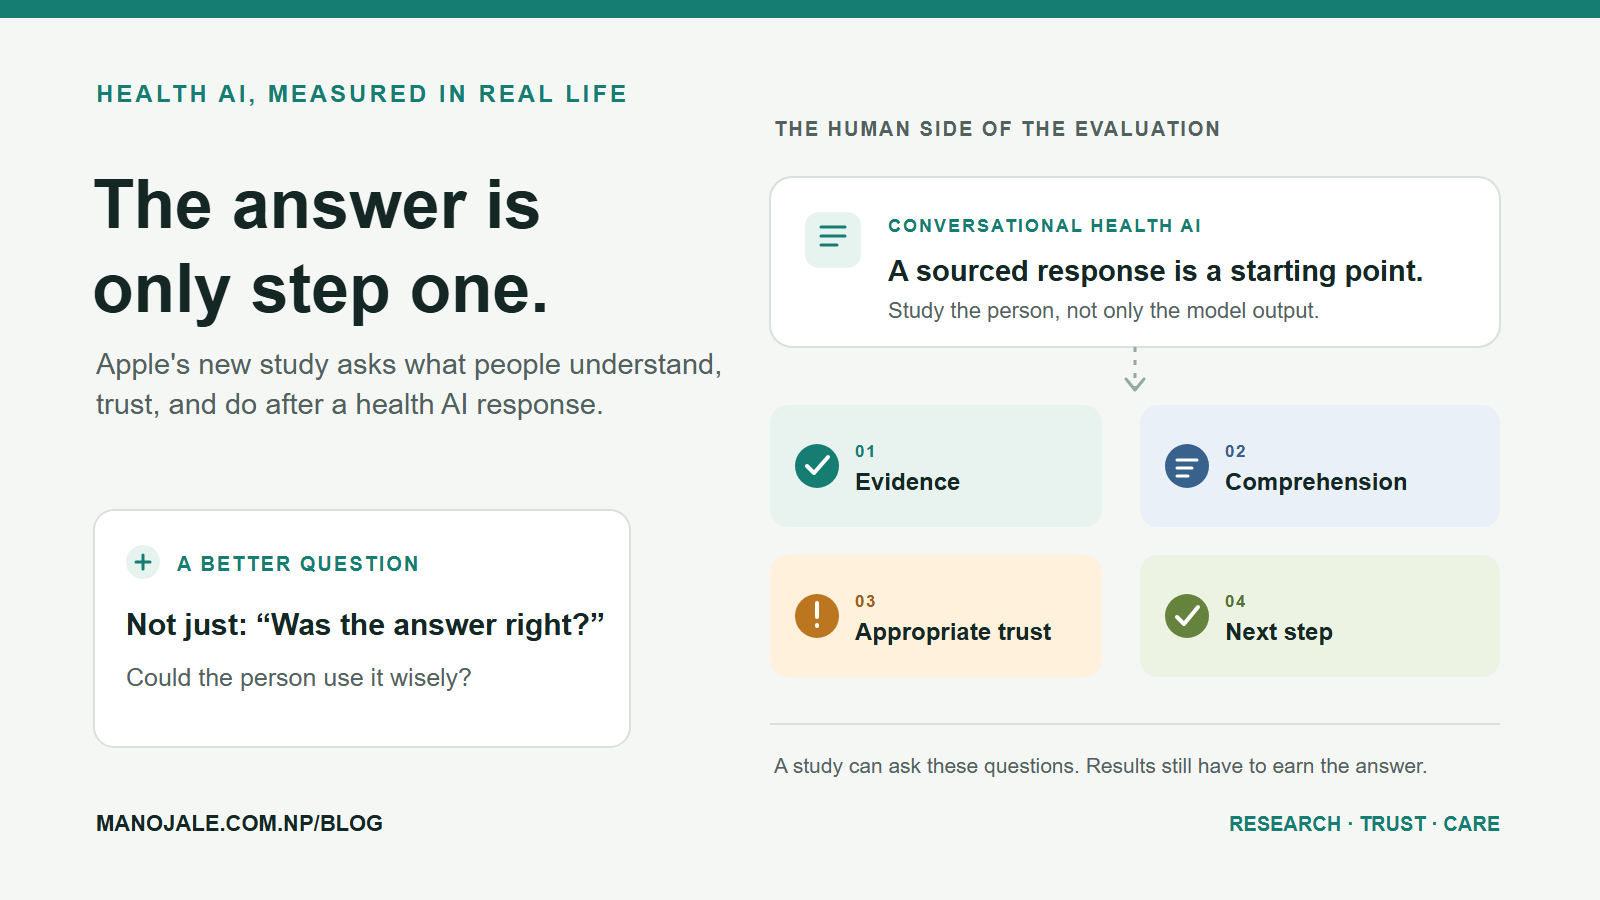 HEALTH AI, MEASURED IN REAL LIFE
The answer is
only step one.
Apple's new study asks what people understand,
trust, and do after a health AI response.
A BETTER QUESTION
Not just: “Was the answer right?”
Could the person use it wisely?
MANOJALE.COM.NP/BLOG
THE HUMAN SIDE OF THE EVALUATION
CONVERSATIONAL HEALTH AI
A sourced response is a starting point.
Study the person, not only the model output.
01
Evidence
02
Comprehension
03
Appropriate trust
04
Next step
A study can ask these questions. Results still have to earn the answer.
RESEARCH · TRUST · CARE